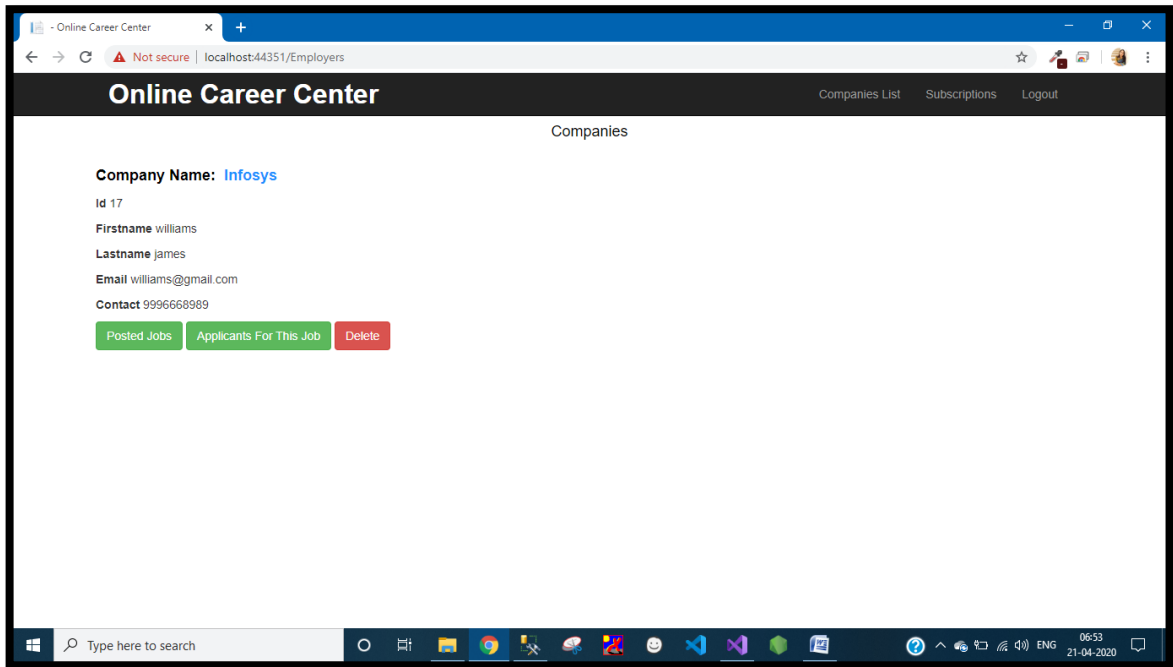 - Online Career Center
Not secure | localhost:44351/Employers
Online Career Center
Companies List Subscriptions Logout
Companies
Company Name: Infosys
Id 17
Firstname williams
Lastname james
Email williams@gmail.com
Contact 9996668989
Posted Jobs Applicants For This Job Delete
Type here to search
ENG
06:53
21-04-2020